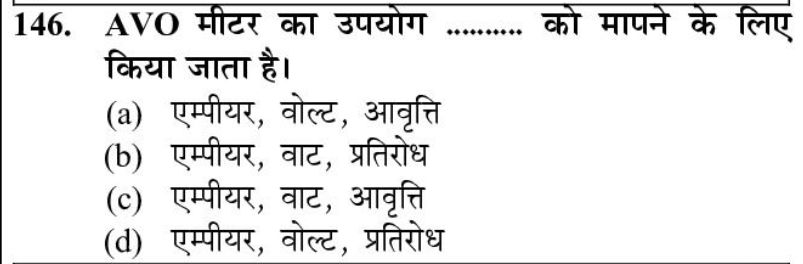 146. AVO मीटर का उपयोग .......... को मापने के लिए
किया जाता है।
(a) एम्पीयर, वोल्ट, आवृत्ति
(b) एम्पीयर, वाट, प्रतिरोध
(c) एम्पीयर, वाट, आवृत्ति
(d) एम्पीयर, वोल्ट, प्रतिरोध